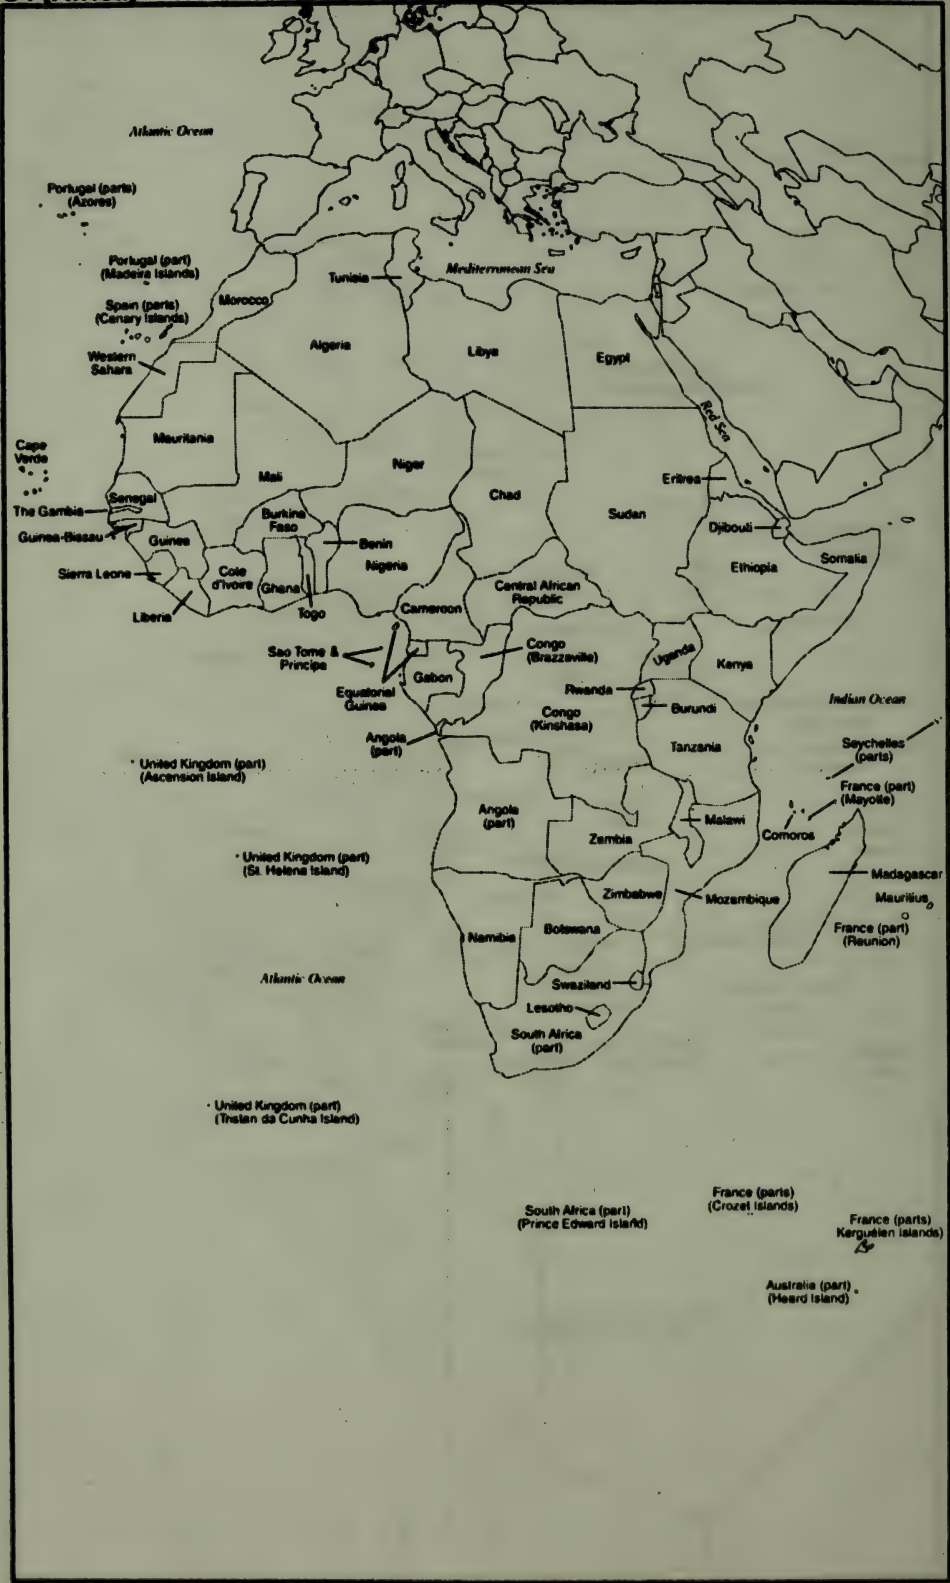 Atlantic Ocean
Portugal (parts)
(Azores)
Portugal (part)
(Madeira Islands)
Mediterranean Sea
Tunisia
Spain (parts)
(Canary Islands)
Morocco
Algeria
Libya
Egypt
Western
Sahara
Red Sea
Mauritania
Cape
Verde
Mali
Niger
Chad
Eritrea
Senegal
The Gambia
Sudan
Burkina
Faso
Djibouti
Guinea-Bissau
Guinea
Benin
Nigeria
Ethiopia
Somalia
Sierra Leone
Cote
d'Ivoire
Ghana
Central African
Republic
Liberia
Togo
Cameroon
Sao Tome &
Principe
Congo
(Brazzaville)
Uganda
Kenya
Gabon
Equatorial
Guinea
Rwanda
Burundi
Indian Ocean
Congo
(Kinshasa)
Angola
(part)
Tanzania
Seychelles
(parts)
United Kingdom (part)
(Ascension Island)
France (part)
(Mayotte)
Angola
(part)
Malawi
Comoros
Zambia
United Kingdom (part)
(St. Helena Island)
Madagascar
Zimbabwe
Mozambique
Mauritius
Namibia
Botswana
France (part)
(Reunion)
Atlantic Ocean
Swaziland
Lesotho
South Africa
(part)
United Kingdom (part)
(Tristan da Cunha Island)
South Africa (part)
(Prince Edward Island)
France (parts)
(Crozet Islands)
France (parts)
Kerguelen Islands)
Australia (part)
(Heard Island)